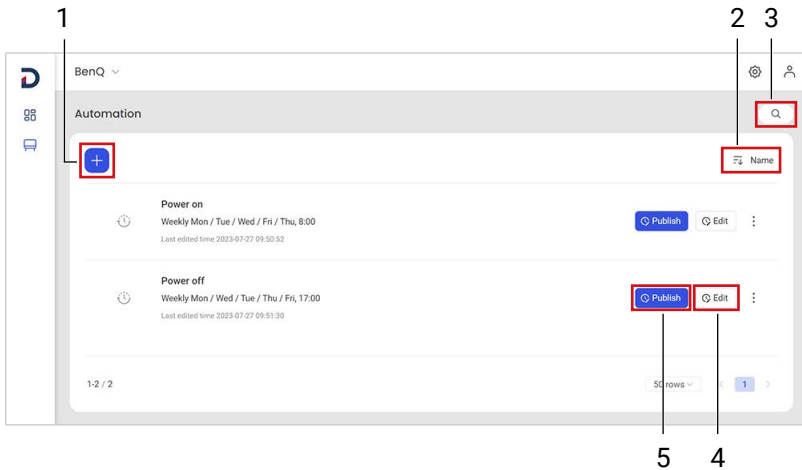 1 2 3
BenQ
Automation
Name
Power on
Weekly Mon / Tue / Wed / Fri / Thu, 8:00
Last edited time 2023-07-27 09:50:52
Publish Edit
Power off
Weekly Mon / Wed / Tue / Thu / Fri, 17:00
Last edited time 2023-07-27 09:51:30
Publish Edit
1-2 / 2 50 rows 1
5 4